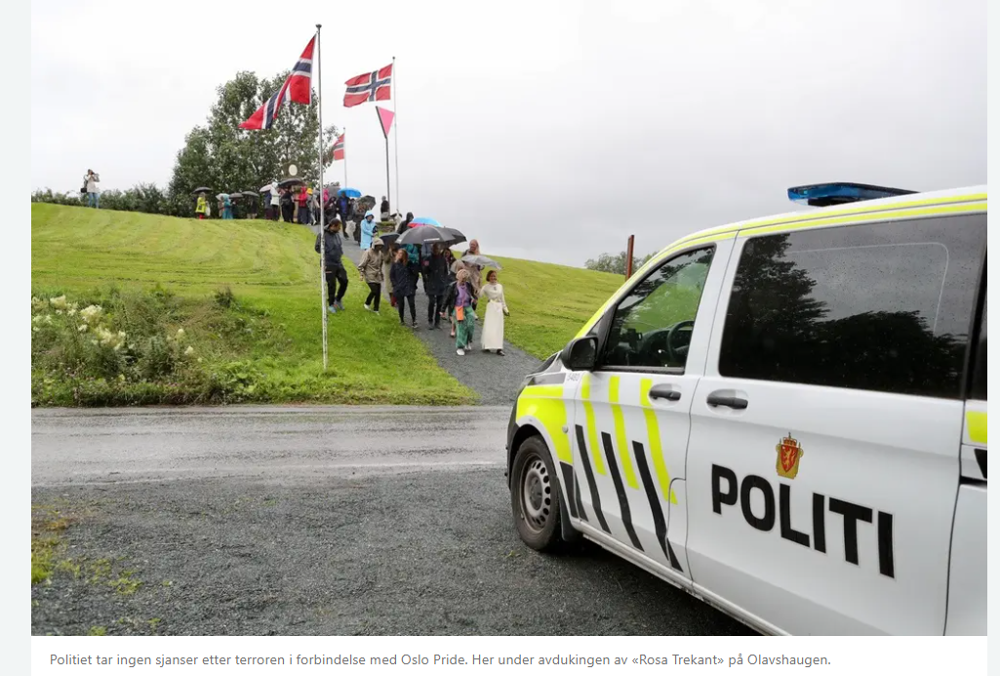 POLITI
Politiet tar ingen sjanser etter terroren i forbindelse med Oslo Pride. Her under avdukingen av «Rosa Trekant» på Olavshaugen.